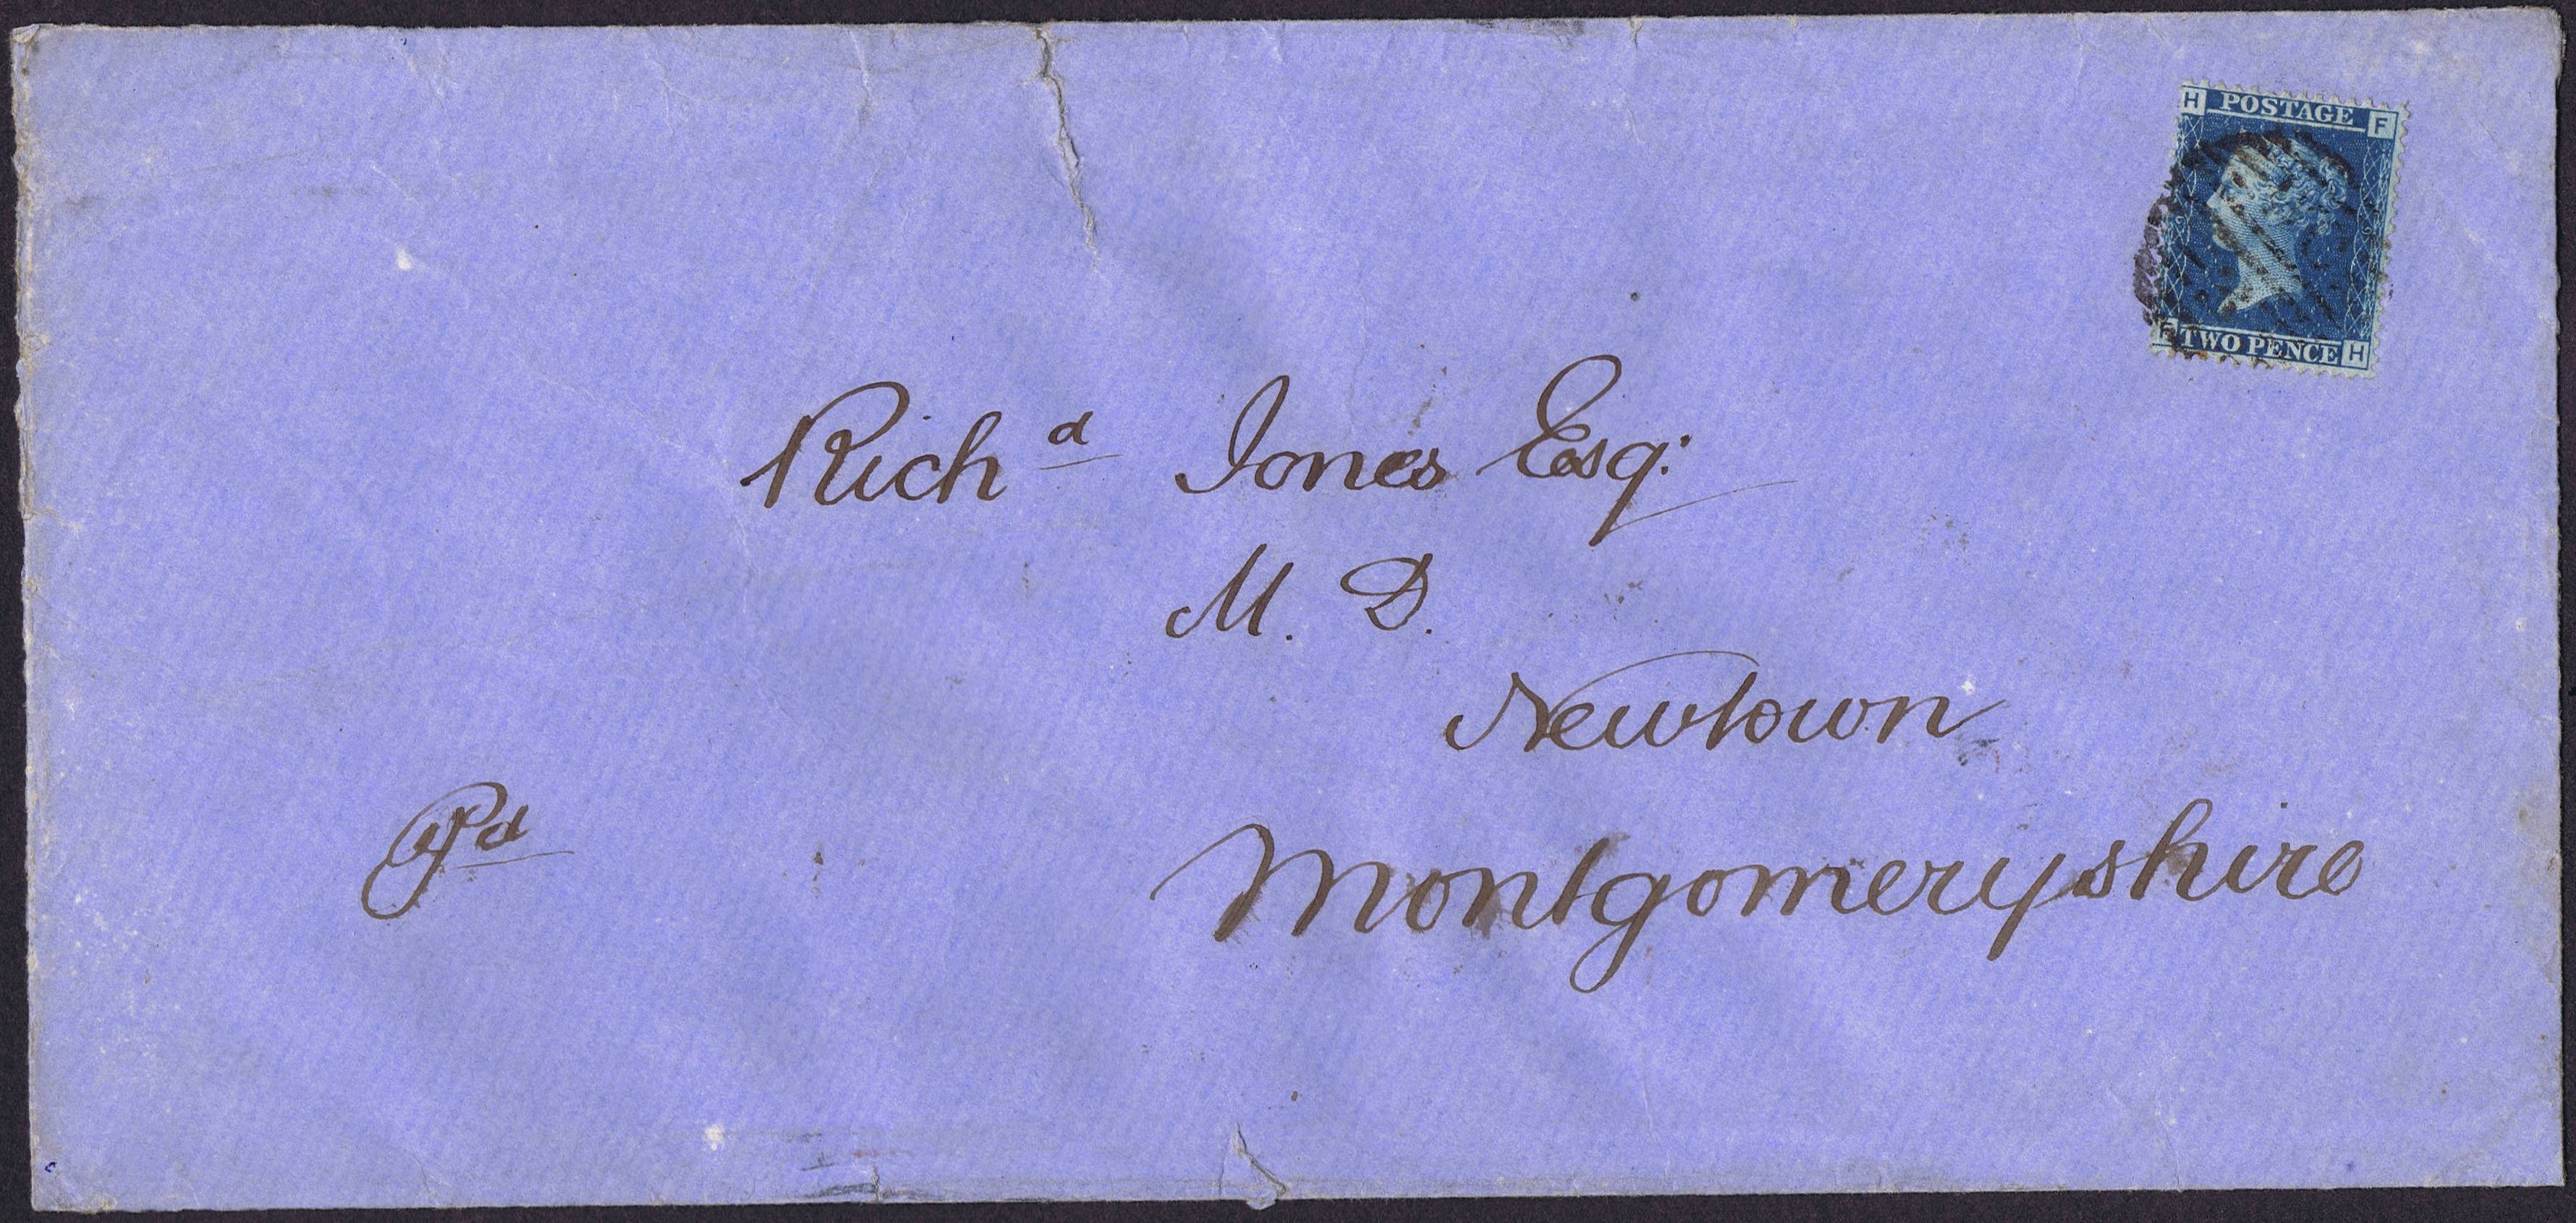 H POSTAGE F
F TWO PENCE H
Richd Jones Esq:
M. D.
Newtown
Pd
Montgomeryshire